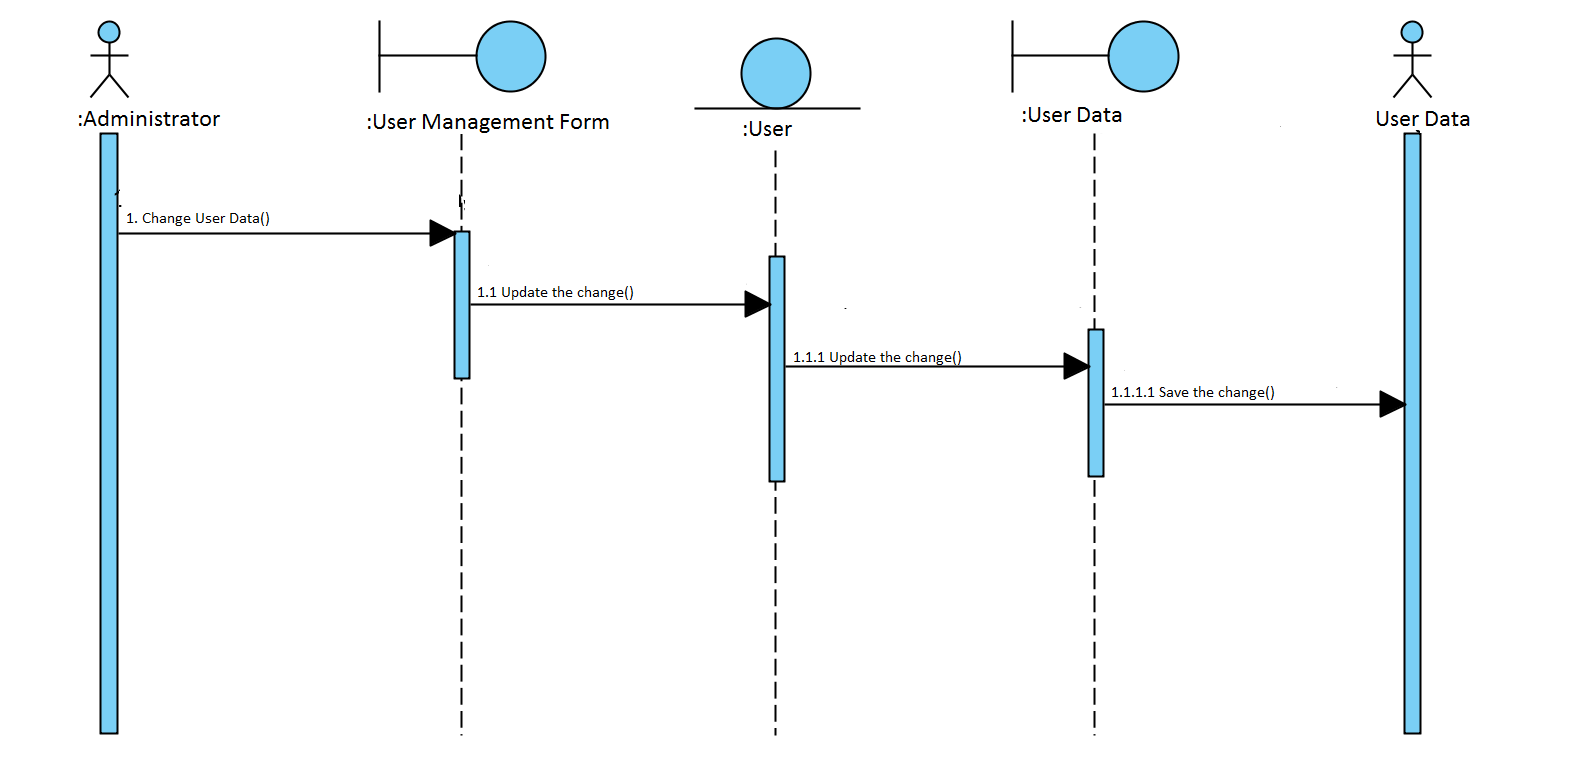 :Administrator
:User Management Form
:User
:User Data
User Data
1. Change User Data()
1.1 Update the change()
1.1.1 Update the change()
1.1.1.1 Save the change()